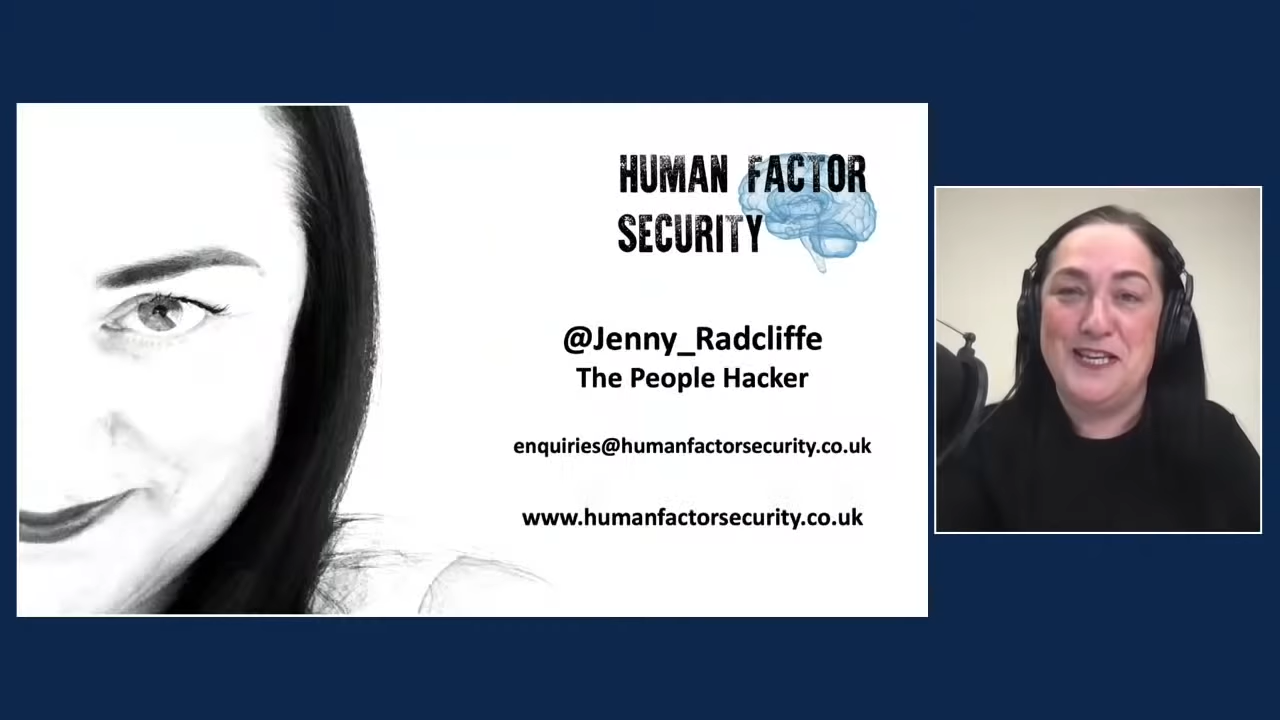 HUMAN FACTOR
SECURITY
@Jenny_Radcliffe
The People Hacker
enquiries@humanfactorsecurity.co.uk
www.humanfactorsecurity.co.uk